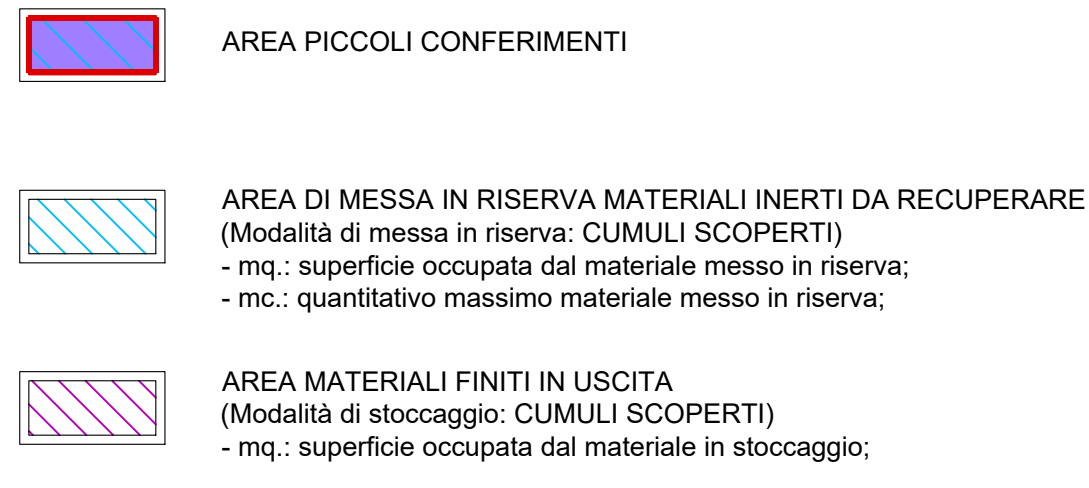 AREA PICCOLI CONFERIMENTI
AREA DI MESSA IN RISERVA MATERIALI INERTI DA RECUPERARE
(Modalità di messa in riserva: CUMULI SCOPERTI)
- mq.: superficie occupata dal materiale messo in riserva;
- mc.: quantitativo massimo materiale messo in riserva;
AREA MATERIALI FINITI IN USCITA
(Modalità di stoccaggio: CUMULI SCOPERTI)
- mq.: superficie occupata dal materiale in stoccaggio;